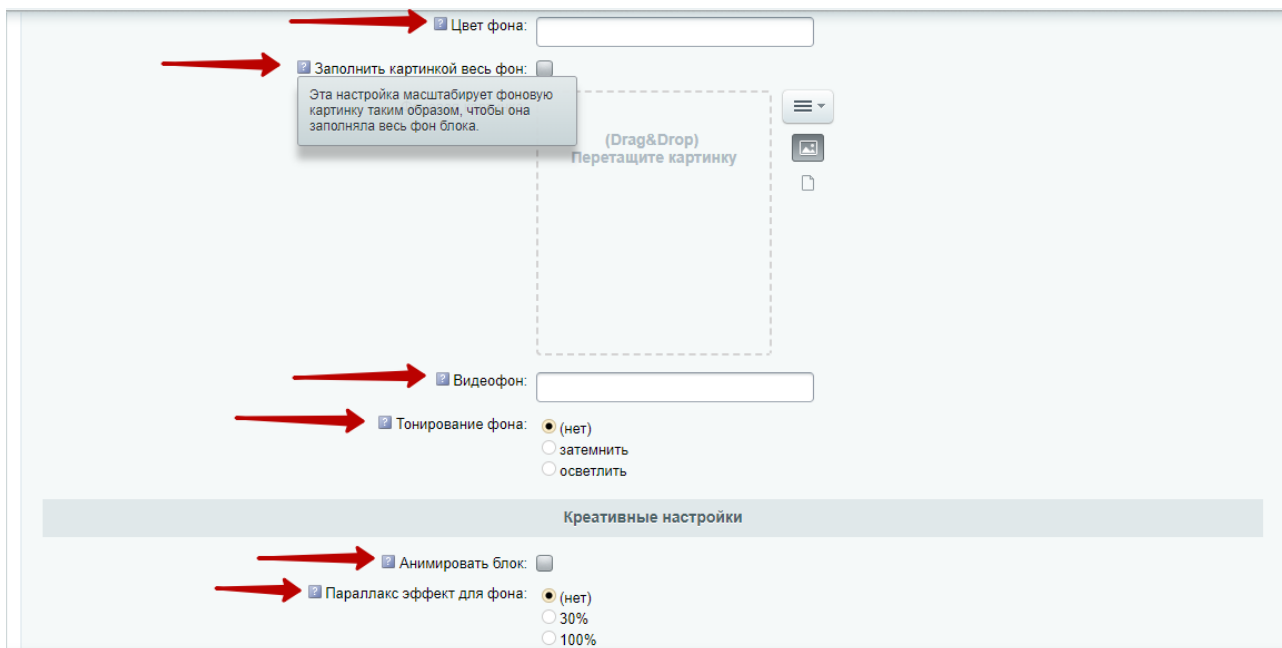 Цвет фона:
Заполнить картинкой весь фон:
Эта настройка масштабирует фоновую
картинку таким образом, чтобы она
заполняла весь фон блока.
(Drag&Drop)
Перетащите картинку
Видеофон:
Тонирование фона:
(нет)
затемнить
осветлить
Креативные настройки
Анимировать блок:
Параллакс эффект для фона:
(нет)
30%
100%